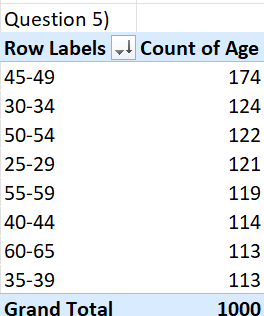 Question 5)
Row Labels Count of Age
45-49 174
30-34 124
50-54 122
25-29 121
55-59 119
40-44 114
60-65 113
35-39 113
Grand Total 1000